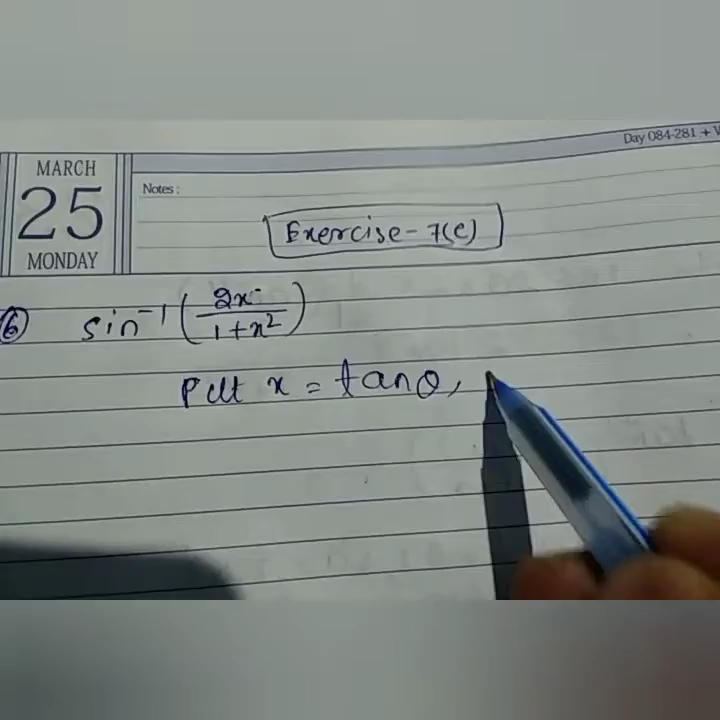 Day 084-281 + W
MARCH
25
MONDAY
Notes :
Exercise - 7(C)
6 sin⁻¹(2x/1+x²)
Put x = tanθ,